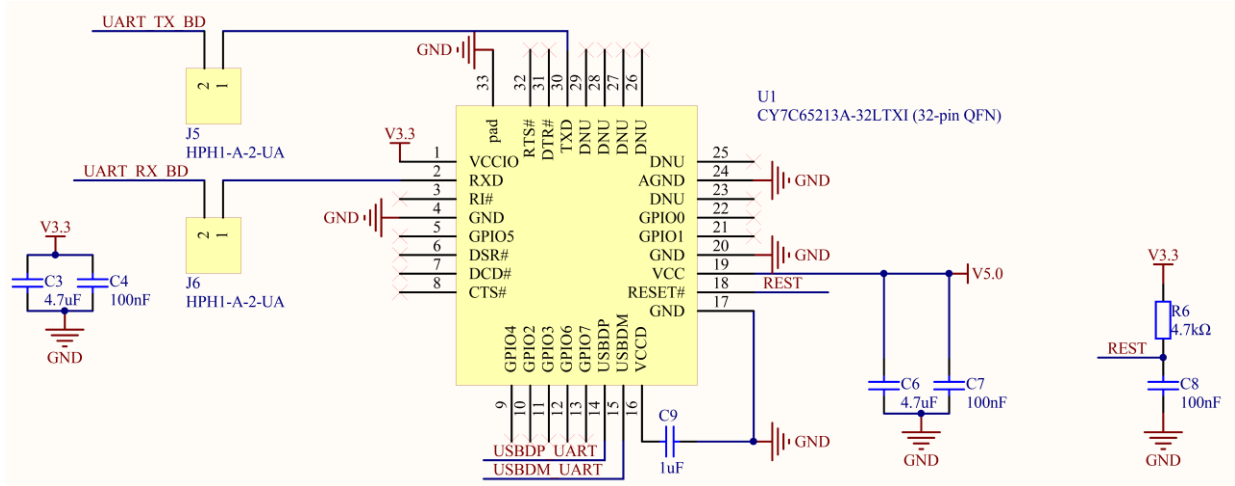 UART_TX_BD
2
1
J5
HPH1-A-2-UA
UART_RX_BD
2
1
J6
HPH1-A-2-UA
V3.3
C3
4.7uF
C4
100nF
GND
GND
33
32
31
30
29
28
27
26
pad
RTS#
DTR#
TXD
DNU
DNU
DNU
DNU
U1
CY7C65213A-32LTXI (32-pin QFN)
V3.3
1
VCCIO
2
RXD
3
RI#
GND
4
GND
5
GPIO5
6
DSR#
7
DCD#
8
CTS#
DNU
25
AGND
24
GND
DNU
23
GPIO0
22
GPIO1
21
GND
20
GND
VCC
19
V5.0
RESET#
18
REST
GND
17
GPIO4
GPIO2
GPIO3
GPIO6
GPIO7
USBDP
USBDM
VCCD
9
10
11
12
13
14
15
16
USBDP_UART
USBDM_UART
C9
1uF
GND
C6
4.7uF
C7
100nF
GND
V3.3
R6
4.7kΩ
REST
C8
100nF
GND